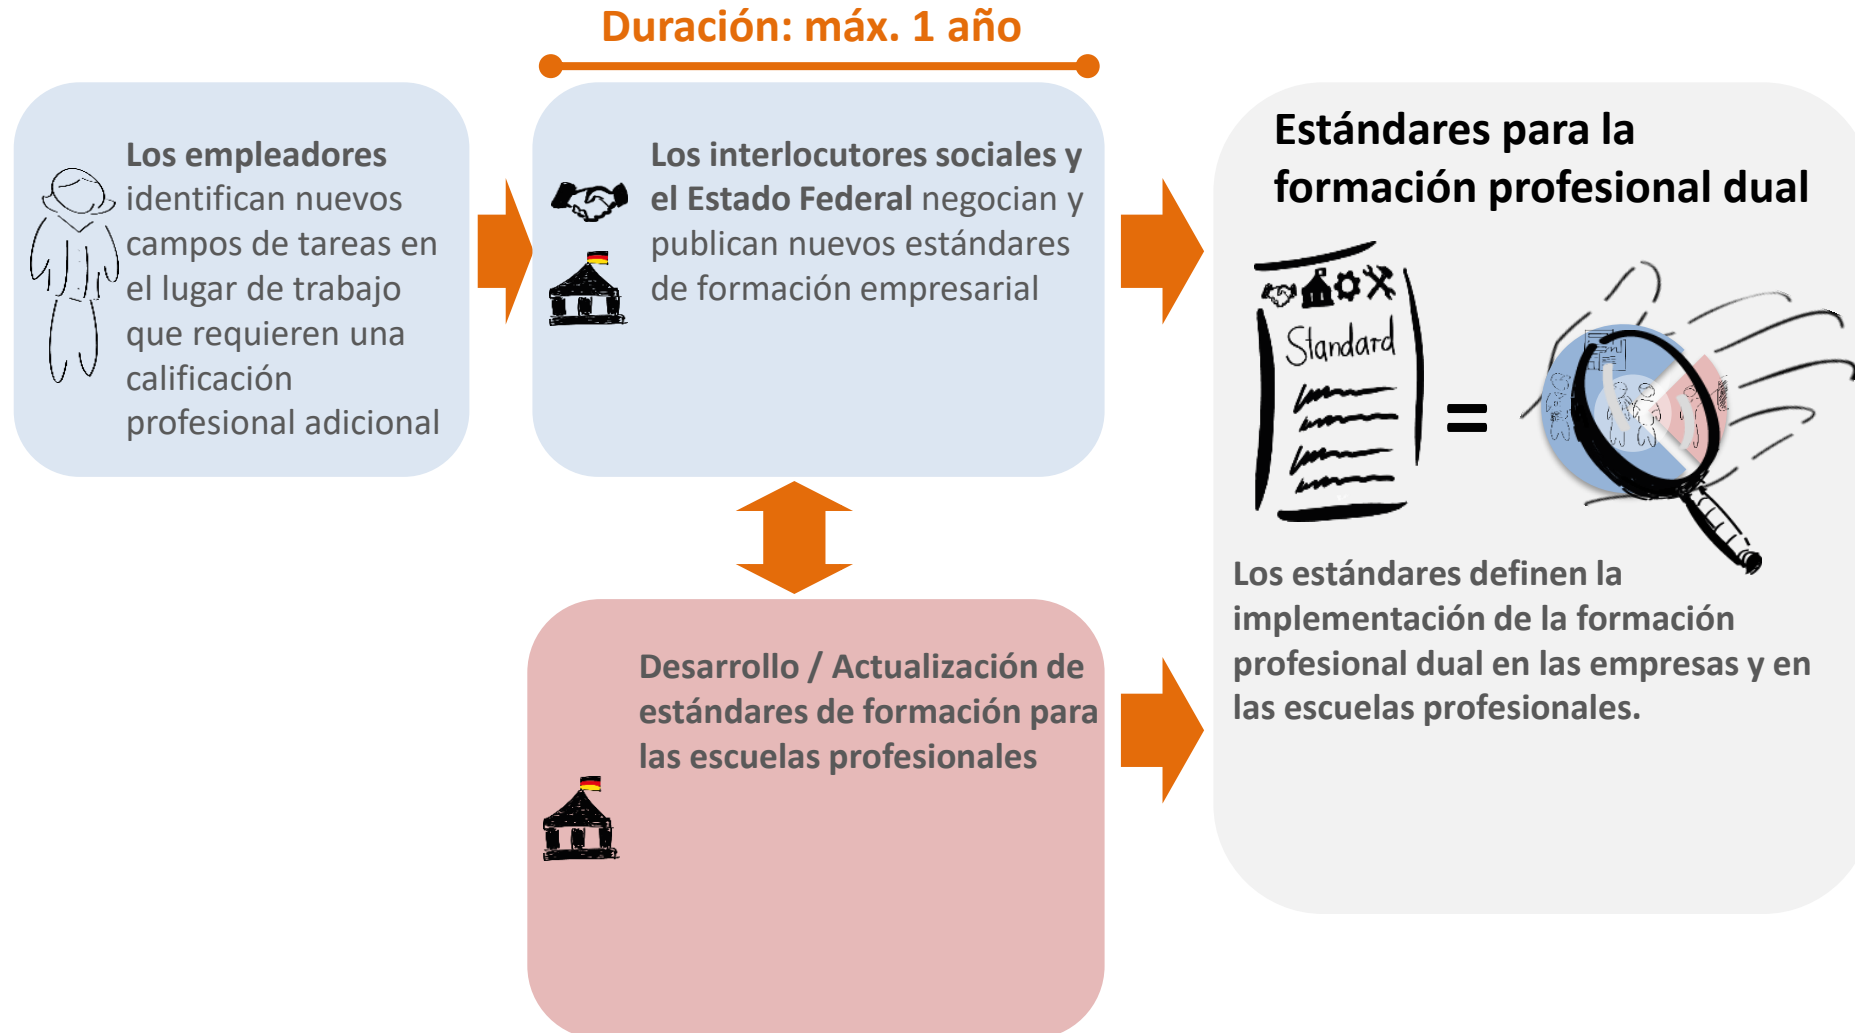 Duración: máx. 1 año
Los empleadores
identifican nuevos
campos de tareas en
el lugar de trabajo
que requieren una
calificación
profesional adicional
Los interlocutores sociales y
el Estado Federal negocian y
publican nuevos estándares
de formación empresarial
Desarrollo / Actualización de
estándares de formación para
las escuelas profesionales
Estándares para la
formación profesional dual
Standard
=
Los estándares definen la
implementación de la formación
profesional dual en las empresas y en
las escuelas profesionales.